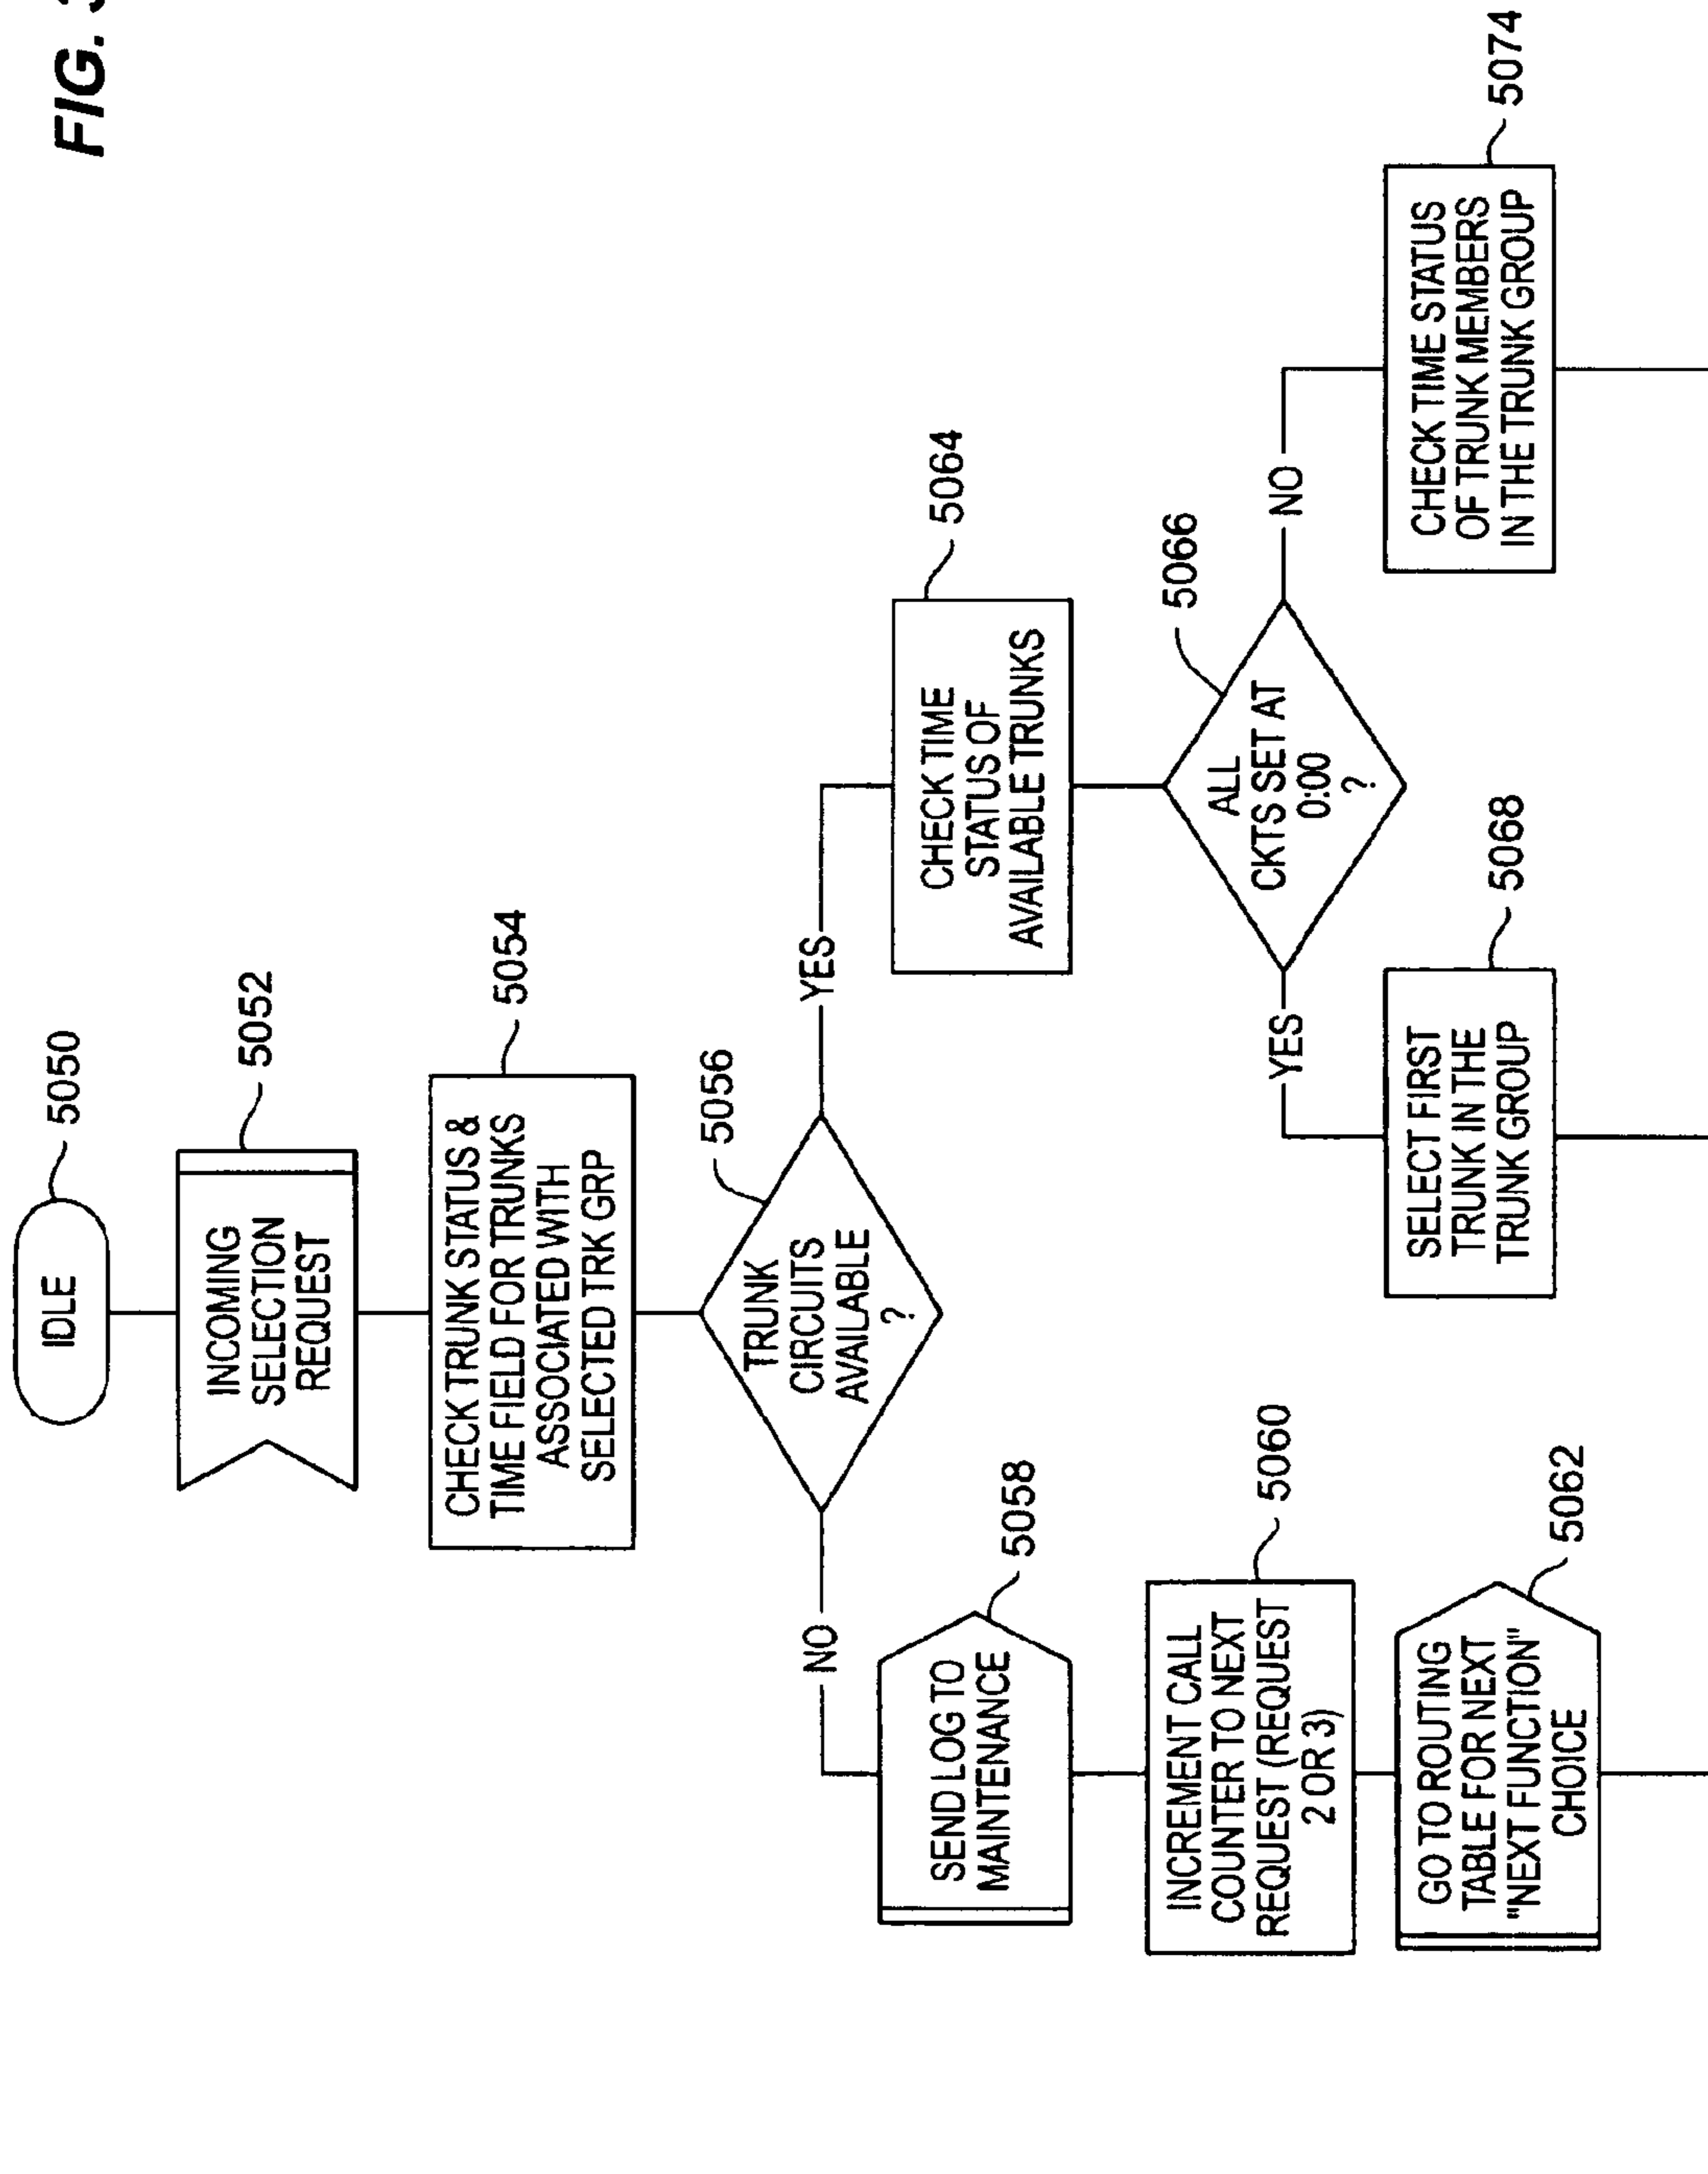 FIG. 3
IDLE
5050
INCOMING
SELECTION
REQUEST
5052
CHECK TRUNK STATUS &
TIME FIELD FOR TRUNKS
ASSOCIATED WITH
SELECTED TRK GRP
5054
TRUNK
CIRCUITS
AVAILABLE
?
5056
NO
YES
SEND LOG TO
MAINTENANCE
5058
INCREMENT CALL
COUNTER TO NEXT
REQUEST (REQUEST
2 OR 3)
5060
GO TO ROUTING
TABLE FOR NEXT
"NEXT FUNCTION"
CHOICE
5062
CHECK TIME
STATUS OF
AVAILABLE TRUNKS
5064
ALL
CKTS SET AT
0:00
?
5066
YES
NO
SELECT FIRST
TRUNK IN THE
TRUNK GROUP
5068
CHECK TIME STATUS
OF TRUNK MEMBERS
IN THE TRUNK GROUP
5074